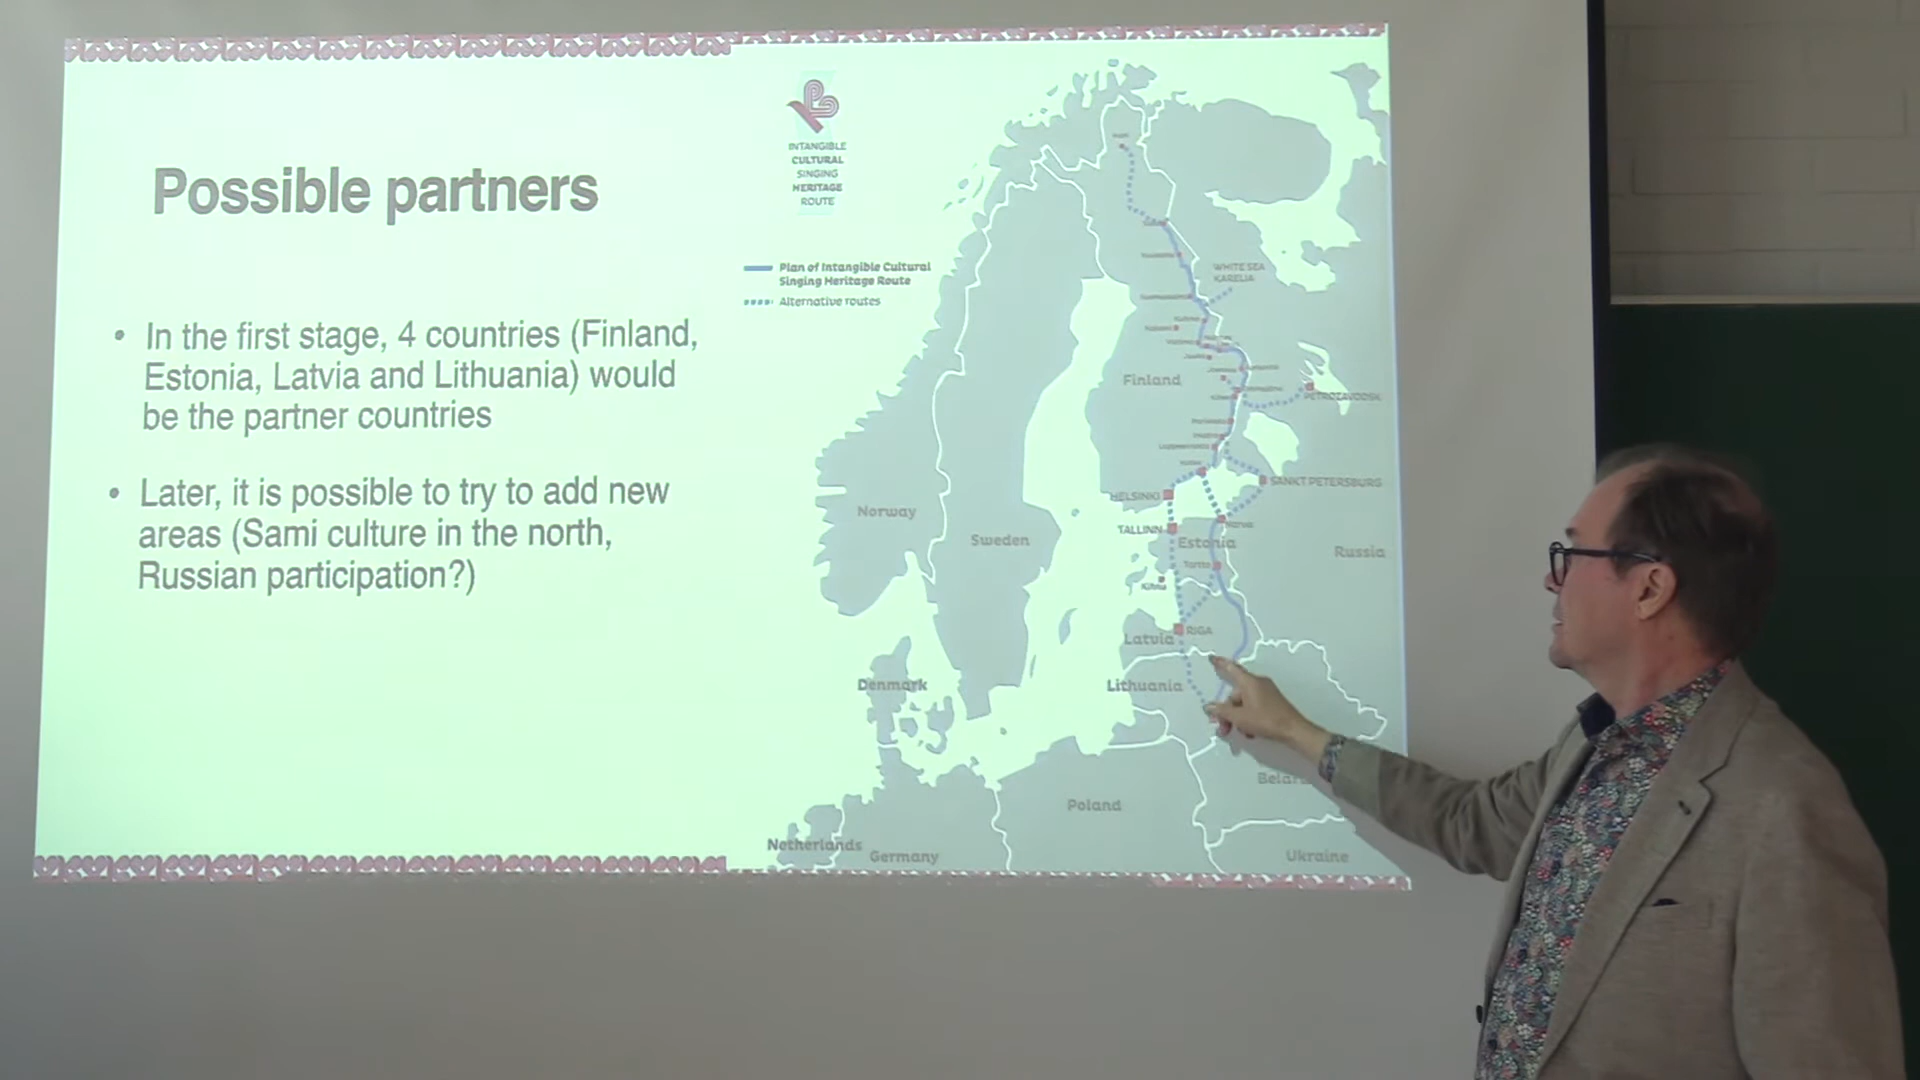 Possible partners
• In the first stage, 4 countries (Finland,
Estonia, Latvia and Lithuania) would
be the partner countries
• Later, it is possible to try to add new
areas (Sami culture in the north,
Russian participation?)
INTANGIBLE
CULTURAL
SINGING
HERITAGE
ROUTE
Plan of Intangible Cultural
Singing Heritage Route
Alternative routes
WHITE SEA
KARELIA
Finland
PETROZAVODSK
HELSINKI
SANKT PETERSBURG
TALLINN
Narva
Norway
Sweden
Estonia
Russia
Tartto
Kihnu
RIGA
Latvia
Denmark
Lithuania
Poland
Netherlands
Germany
Ukraine